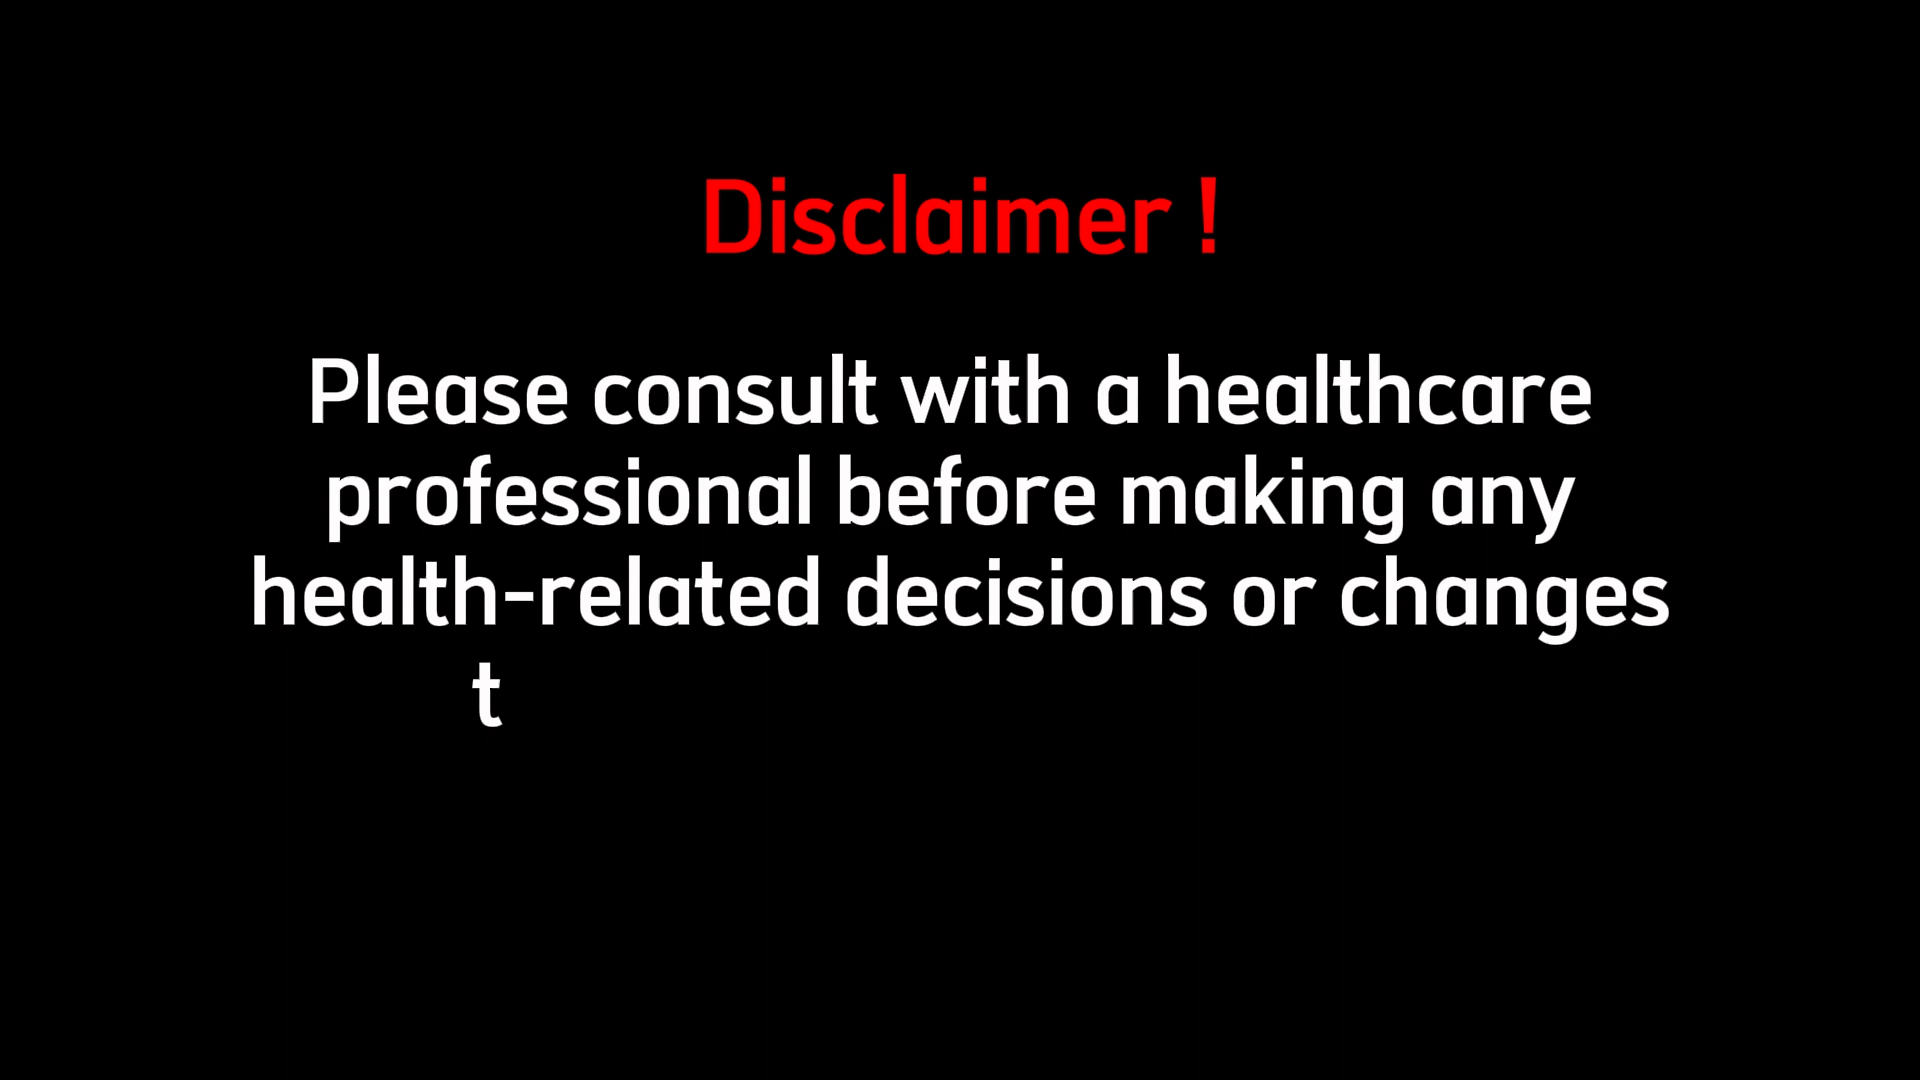 Disclaimer !
Please consult with a healthcare
professional before making any
health-related decisions or changes
t